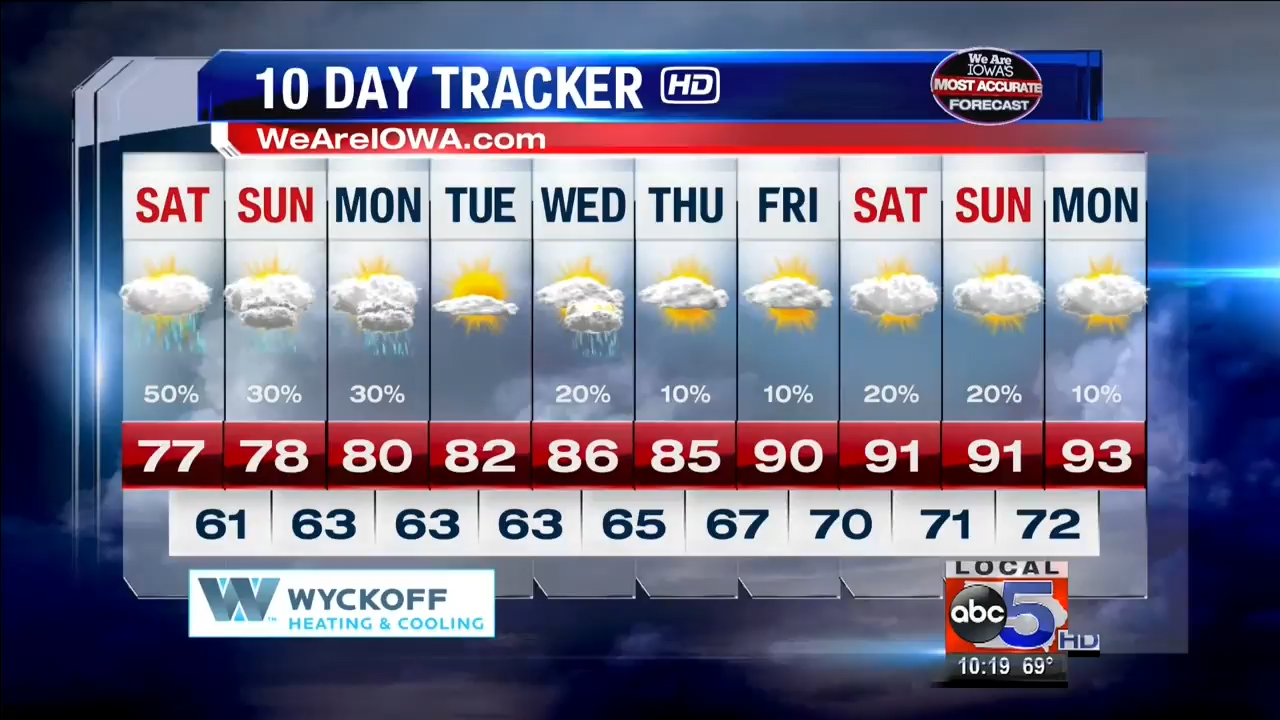 10 DAY TRACKER HD
We Are
IOWA'S
MOST ACCURATE
FORECAST
WeAreIOWA.com
SAT SUN MON TUE WED THU FRI SAT SUN MON
50% 30% 30% 20% 10% 10% 20% 20% 10%
77 78 80 82 86 85 90 91 91 93
61 63 63 63 65 67 70 71 72
W™ WYCKOFF
HEATING & COOLING
LOCAL
abc 5
HD
10:19 69°